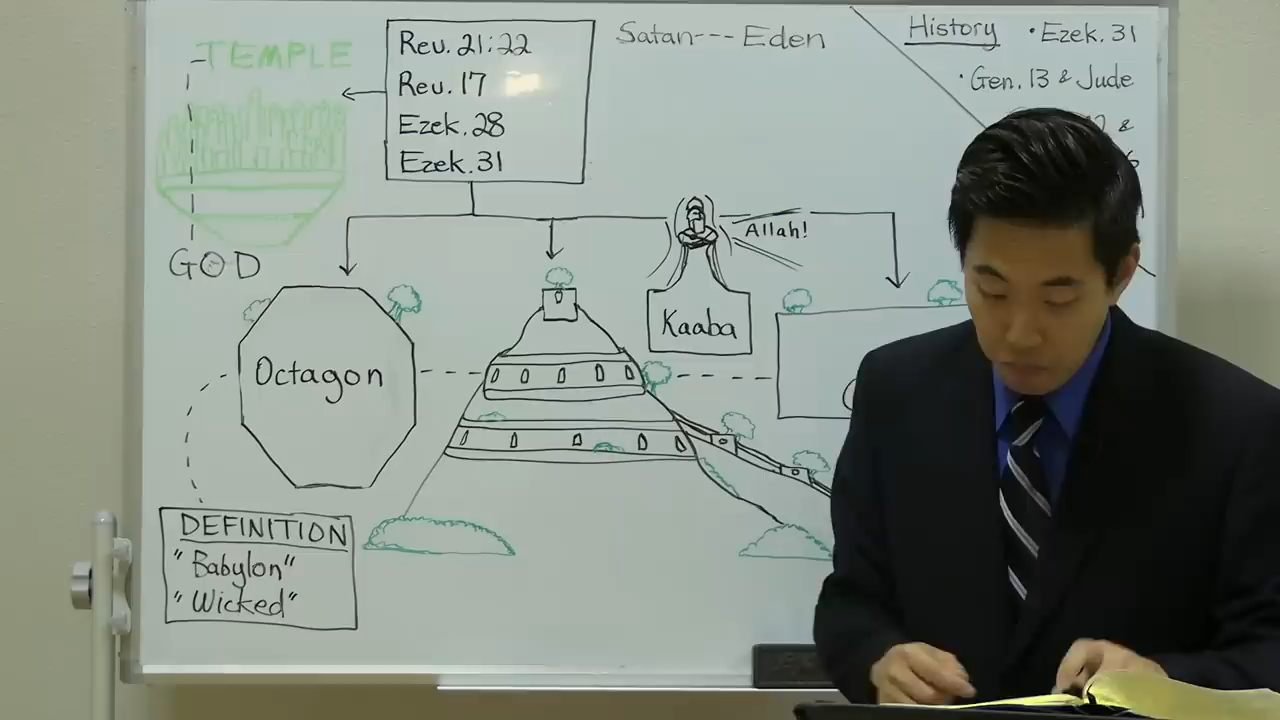 TEMPLE
GOD
Rev. 21:22
Rev. 17
Ezek. 28
Ezek. 31
Satan---Eden
History
• Ezek. 31
• Gen. 13 & Jude
&
Allah!
Kaaba
Octagon
DEFINITION
"Babylon"
"Wicked"